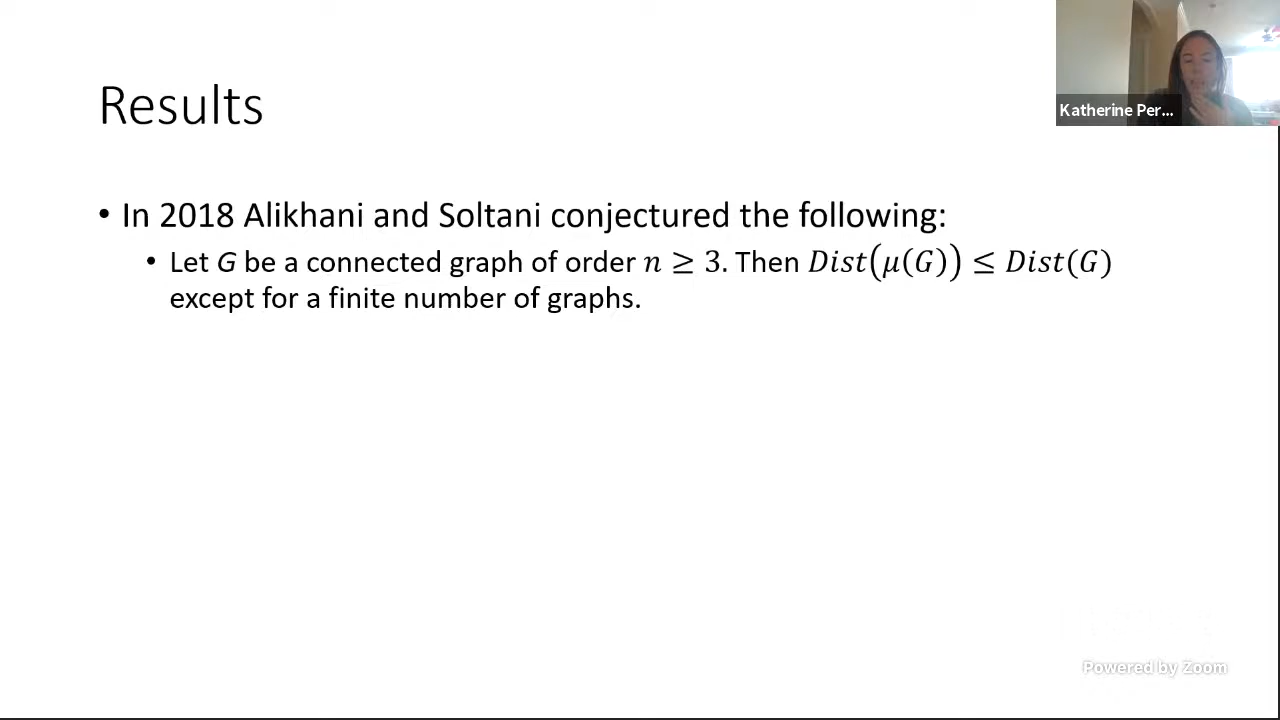 Katherine Per...
Results
• In 2018 Alikhani and Soltani conjectured the following:
• Let G be a connected graph of order n ≥ 3. Then Dist(μ(G)) ≤ Dist(G)
except for a finite number of graphs.
Powered by Zoom